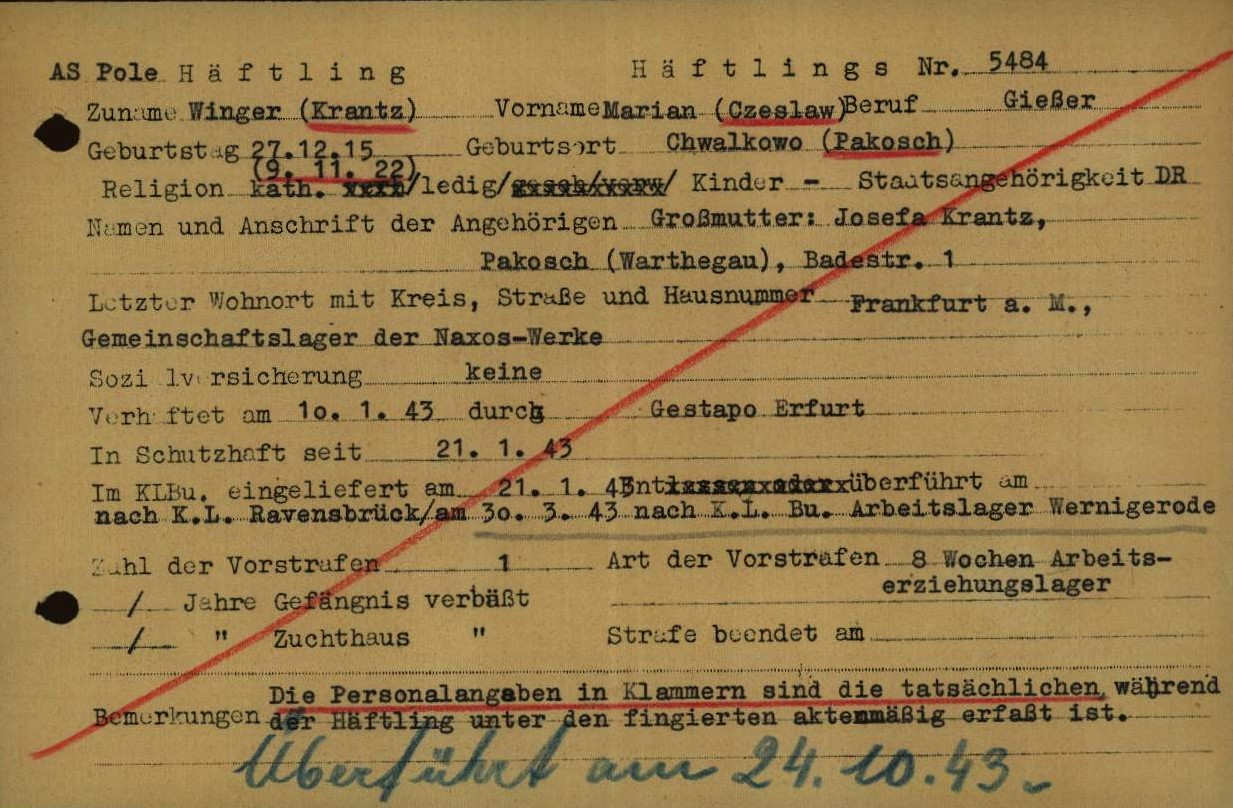 AS Pole Häftling Häftlings Nr. 5484
Zuname Winger (Krantz) Vorname Marian (Czeslaw) Beruf Gießer
Geburtstag 27.12.15 Geburtsort Chwalkowo (Pakosch)
(9. 11. 22)
Religion kath. /ledig/ / Kinder - Staatsangehörigkeit DR
Namen und Anschrift der Angehörigen Großmutter: Josefa Krantz,
Pakosch (Warthegau), Badestr. 1
Letzter Wohnort mit Kreis, Straße und Hausnummer Frankfurt a. M.,
Gemeinschaftslager der Naxos-Werke
Sozialversicherung keine
Verhaftet am 10. 1. 43 durch Gestapo Erfurt
In Schutzhaft seit 21. 1. 43
Im KLBu. eingeliefert am 21. 1. 43 überführt am
nach K.L. Ravensbrück/am 30. 3. 43 nach K.L. Bu. Arbeitslager Wernigerode
Zahl der Vorstrafen 1 Art der Vorstrafen 8 Wochen Arbeits-
erziehungslager
/ Jahre Gefängnis verbäßt
/ " Zuchthaus " Strafe beendet am
Die Personalangaben in Klammern sind die tatsächlichen, während
Bemerkungen der Häftling unter den fingierten aktenmäßig erfaßt ist.
Überführt am 24. 10. 43.-